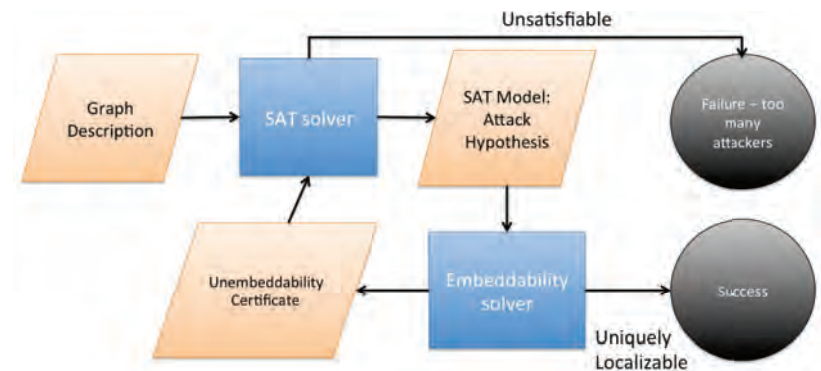 Unsatisfiable
Graph
Description
SAT solver
SAT Model:
Attack
Hypothesis
Failure – too
many
attackers
Unembeddability
Certificate
Embeddability
solver
Success
Uniquely
Localizable